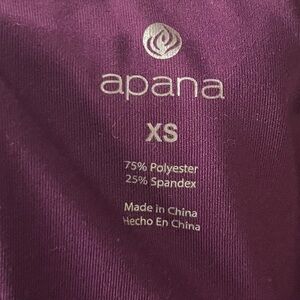 apana
XS
75% Polyester
25% Spandex
Made in China
Hecho En China